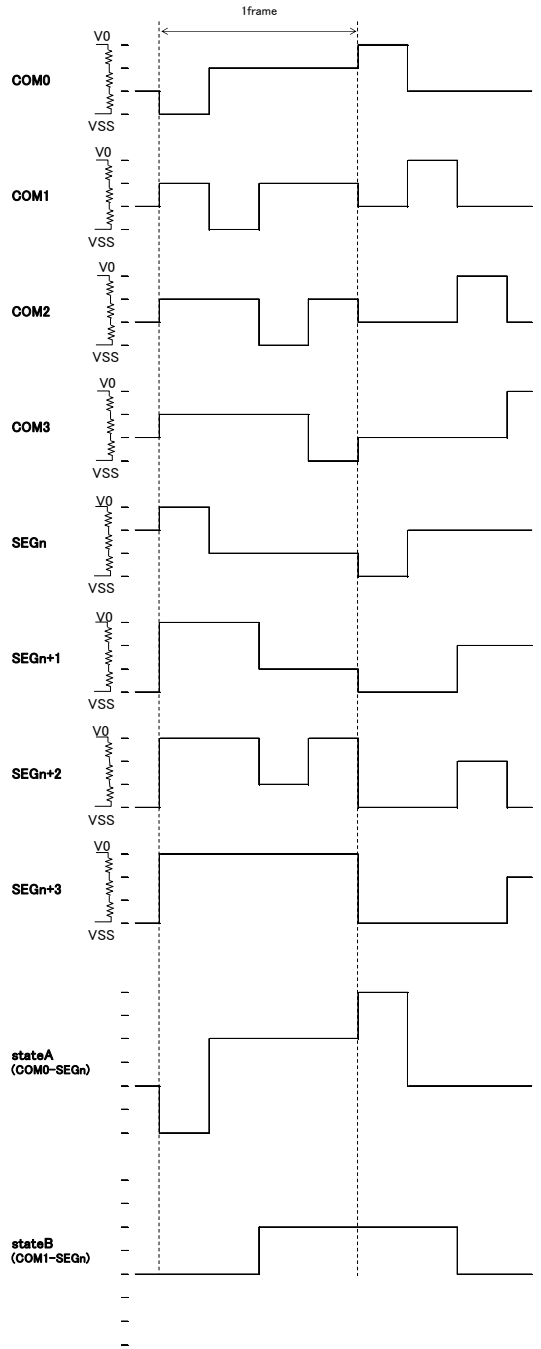 1frame
V0
COM0
VSS
V0
COM1
VSS
V0
COM2
VSS
V0
COM3
VSS
V0
SEGn
VSS
V0
SEGn+1
VSS
V0
SEGn+2
VSS
V0
SEGn+3
VSS
stateA
(COM0-SEGn)
stateB
(COM1-SEGn)